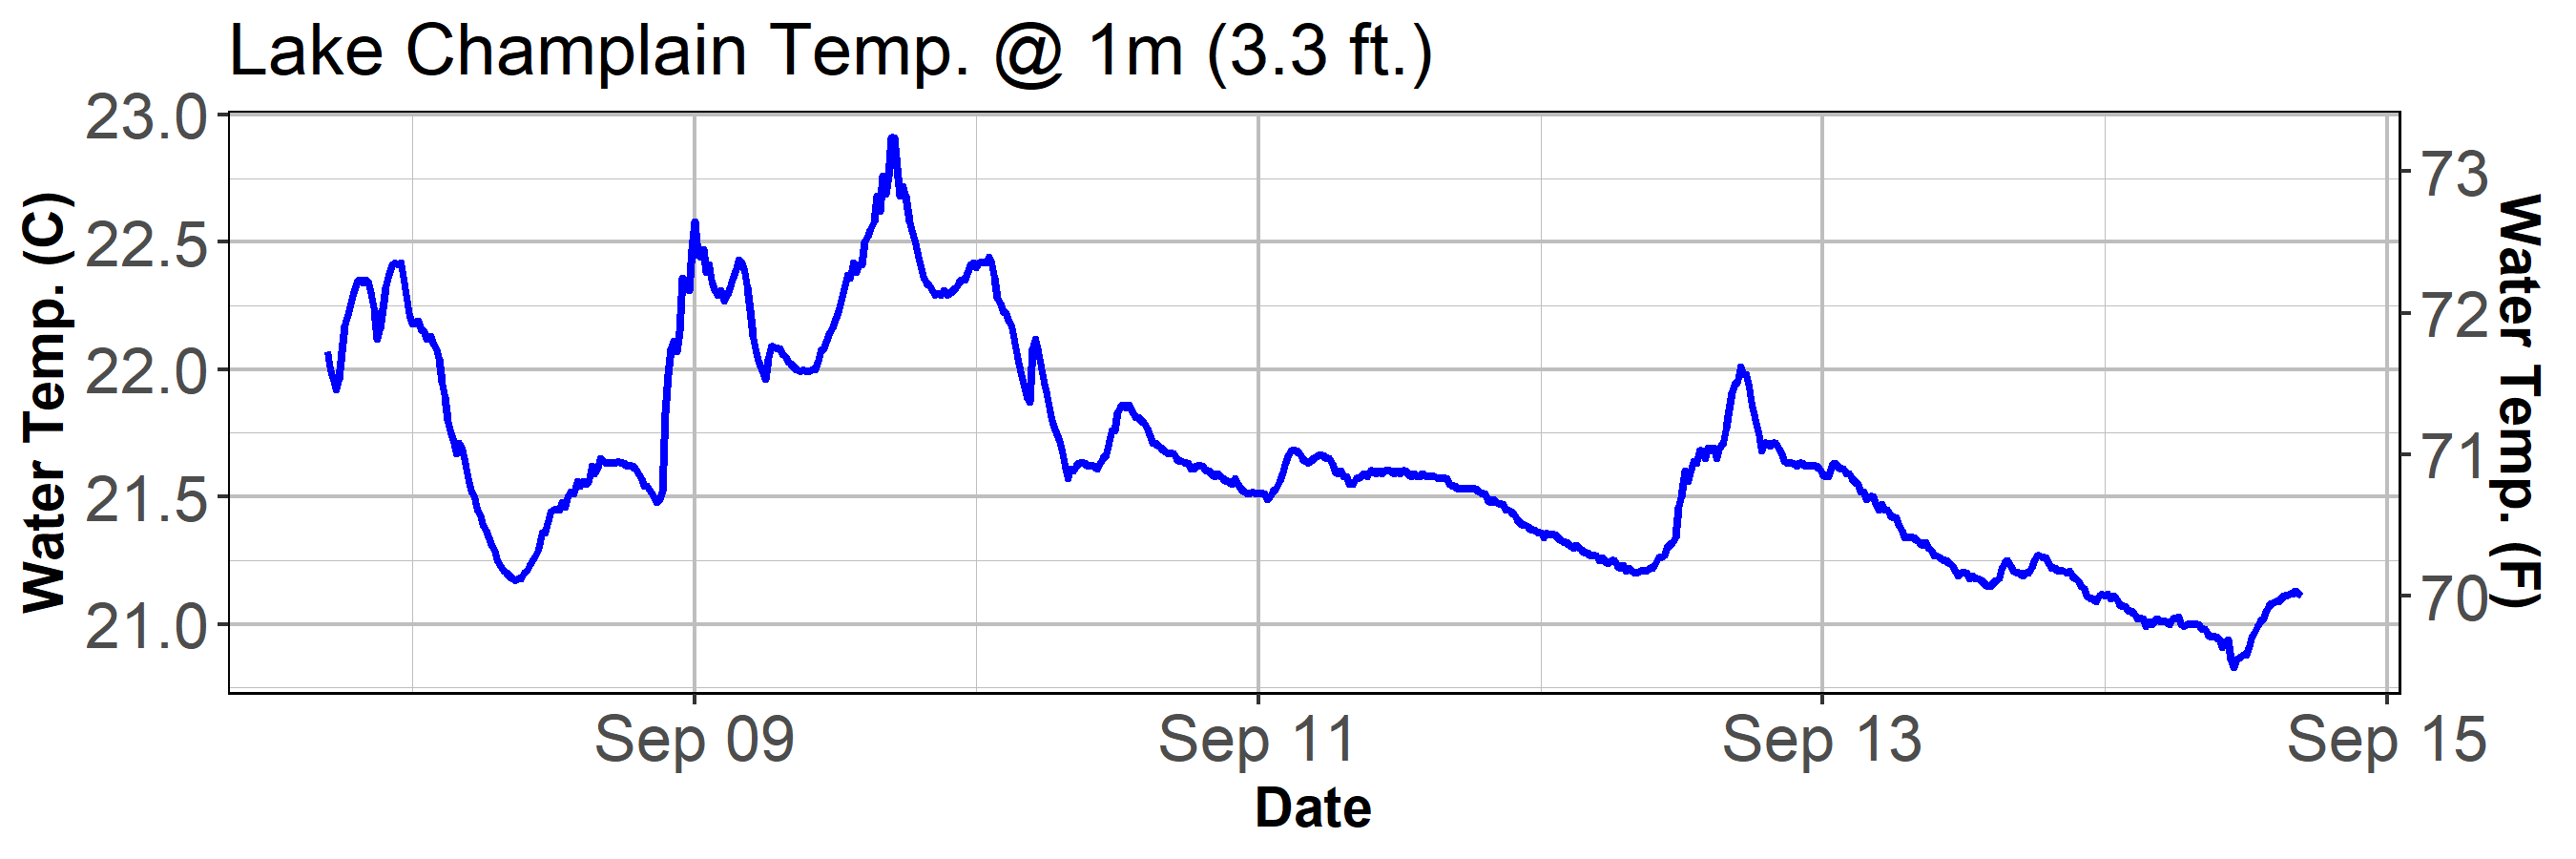 Lake Champlain Temp. @ 1m (3.3 ft.)
Water Temp. (C)
23.0
22.5
22.0
21.5
21.0
73
72
71
70
Water Temp. (F)
Sep 09 Sep 11 Sep 13 Sep 15
Date